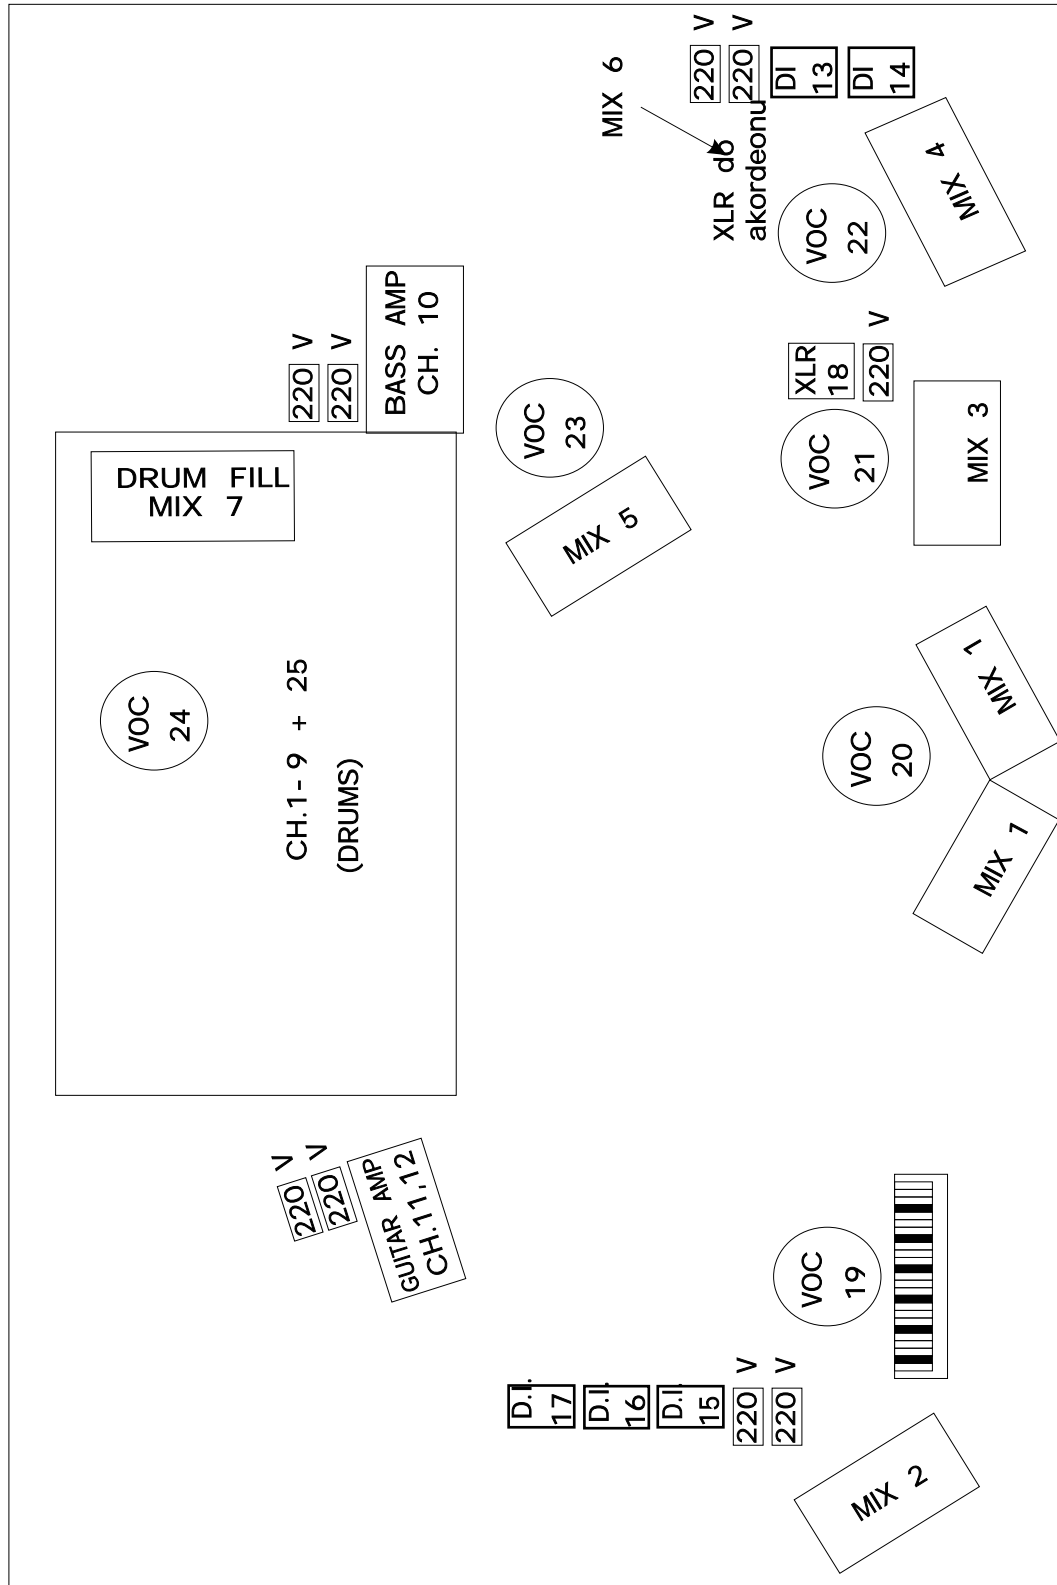 MIX 6
220 V
220 V
DI
13
DI
14
XLR do
akordeonu
MIX 4
VOC
22
BASS AMP
CH. 10
220 V
220 V
XLR
18
220 V
VOC
23
VOC
21
MIX 3
DRUM FILL
MIX 7
MIX 5
VOC
24
CH.1-9 + 25
(DRUMS)
VOC
20
MIX 1
MIX 1
220 V
220 V
GUITAR AMP
CH.11,12
VOC
19
D.I.
17
D.I.
16
D.I.
15
220 V
220 V
MIX 2